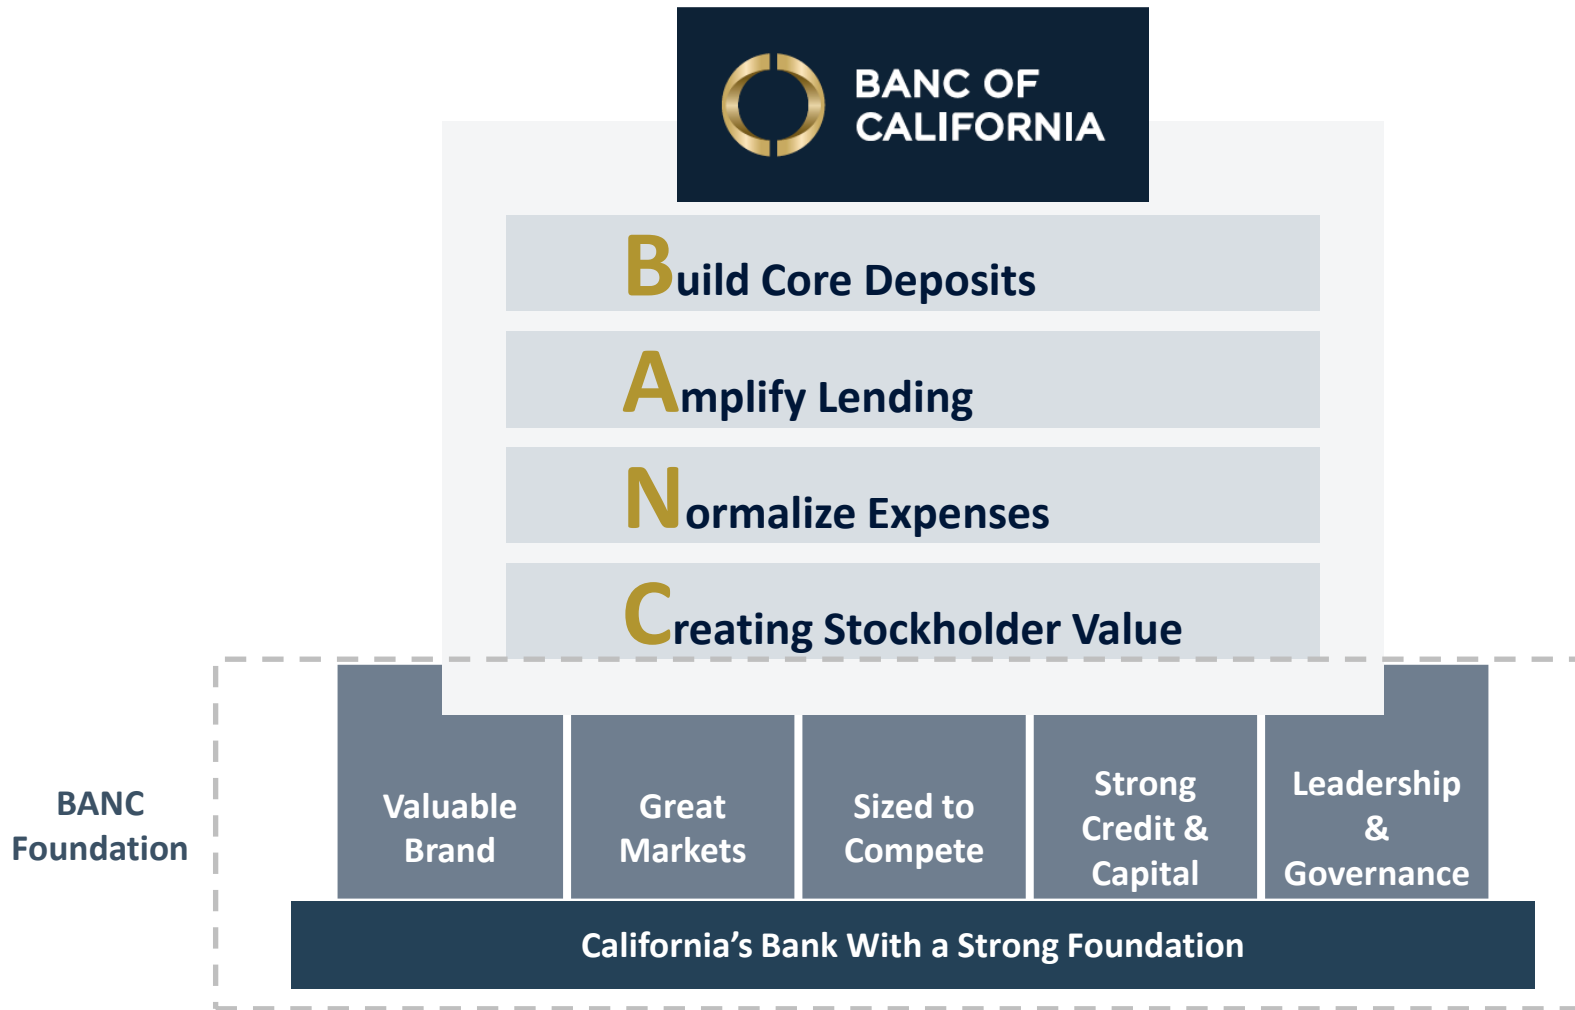 BANC OF
CALIFORNIA
Build Core Deposits
Amplify Lending
Normalize Expenses
Creating Stockholder Value
BANC
Foundation
Valuable
Brand
Great
Markets
Sized to
Compete
Strong
Credit &
Capital
Leadership
&
Governance
California’s Bank With a Strong Foundation